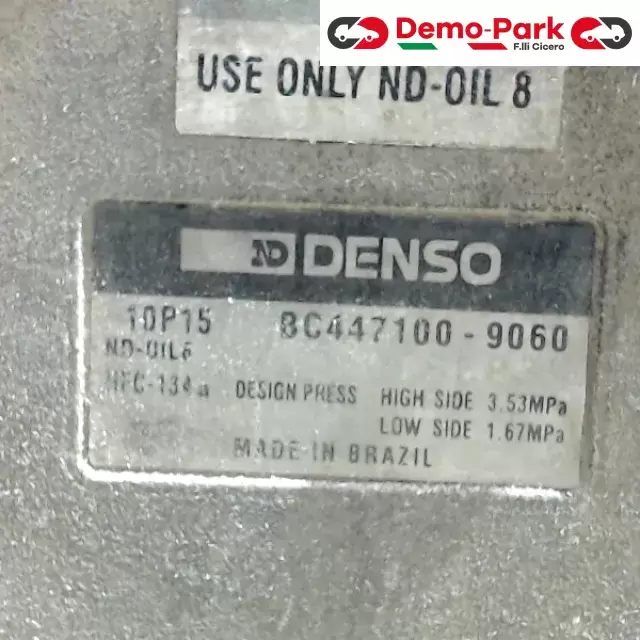 Demo-Park
F.lli Cicero
USE ONLY ND-OIL 8
ND DENSO
10P15 BC447100-9060
ND-OIL8
HFC-134a DESIGN PRESS HIGH SIDE 3.53MPa
LOW SIDE 1.67MPa
MADE IN BRAZIL